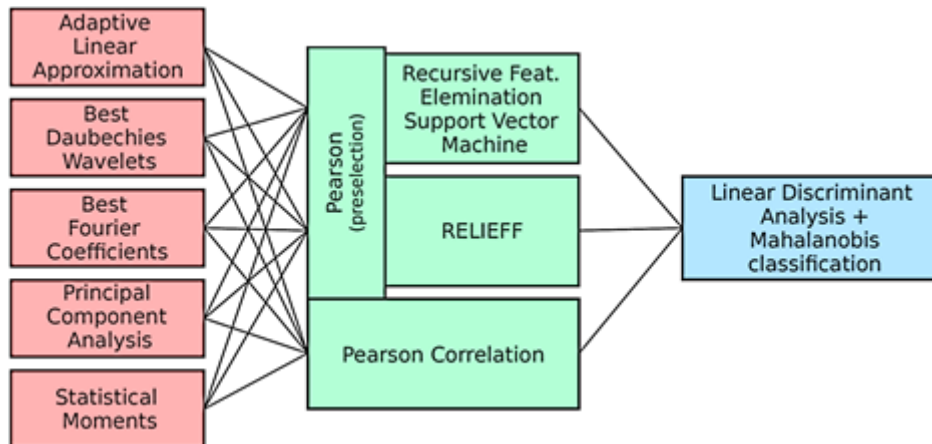 Adaptive
Linear
Approximation
Best
Daubechies
Wavelets
Best
Fourier
Coefficients
Principal
Component
Analysis
Statistical
Moments
Pearson
(preselection)
Recursive Feat.
Elemination
Support Vector
Machine
RELIEFF
Pearson Correlation
Linear Discriminant
Analysis +
Mahalanobis
classification